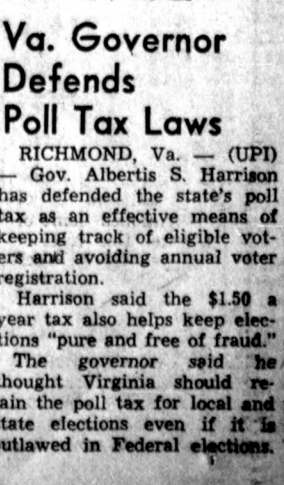 Va. Governor
Defends
Poll Tax Laws
RICHMOND, Va. — (UPI)
— Gov. Albertis S. Harrison
has defended the state's poll
tax as an effective means of
keeping track of eligible vot-
ers and avoiding annual voter
registration.
Harrison said the $1.50 a
year tax also helps keep elec-
tions "pure and free of fraud."
The governor said he
thought Virginia should re-
ain the poll tax for local and
state elections even if it is
outlawed in Federal elections.